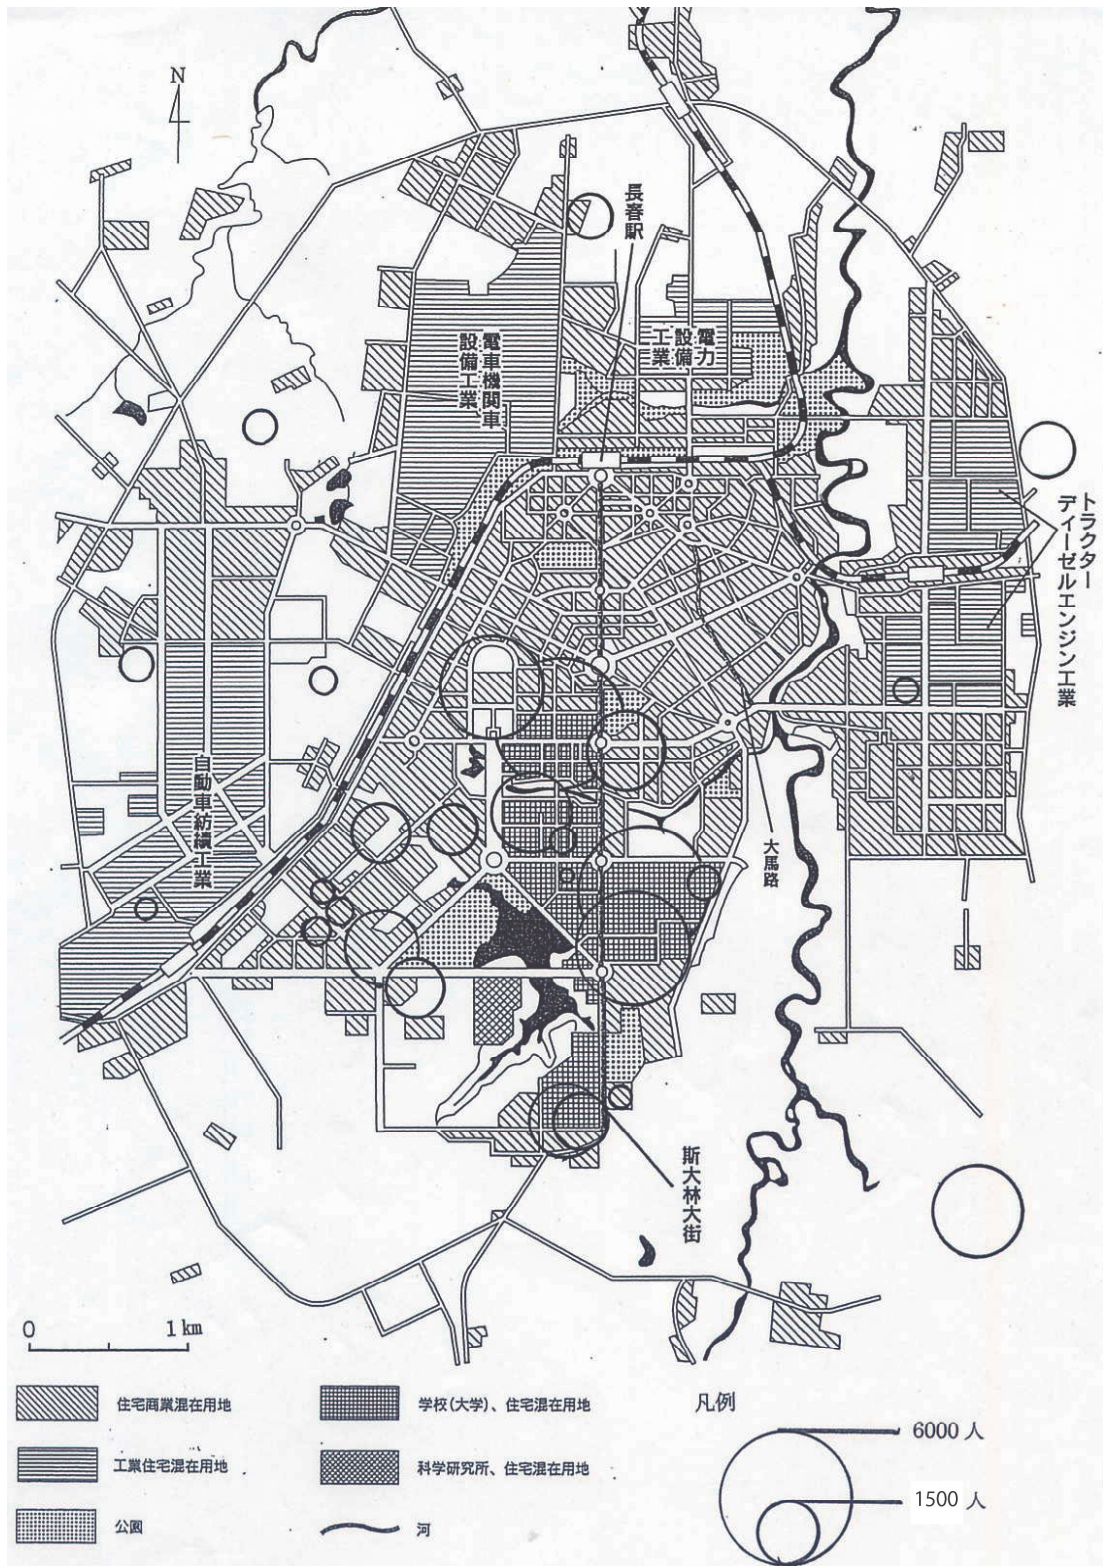 N
長春駅
電車機関車
設備工業
電力
設備
工業
トラクター
ディーゼルエンジン工業
自動車紡績工業
大馬路
斯大林大街
0 1km
住宅商業混在用地
工業住宅混在用地
公園
学校(大学)、住宅混在用地
科学研究所、住宅混在用地
河
凡例
6000 人
1500 人